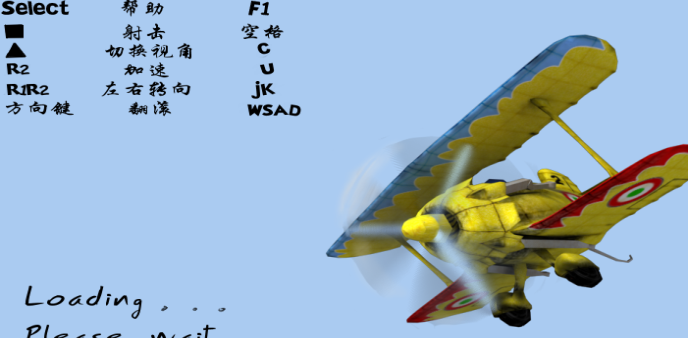 Select 帮助 F1
■ 射击 空格
▲ 切换视角 C
R2 加速 U
R1R2 左右转向 jK
方向键 翻滚 WSAD
Loading . . .
Please wait